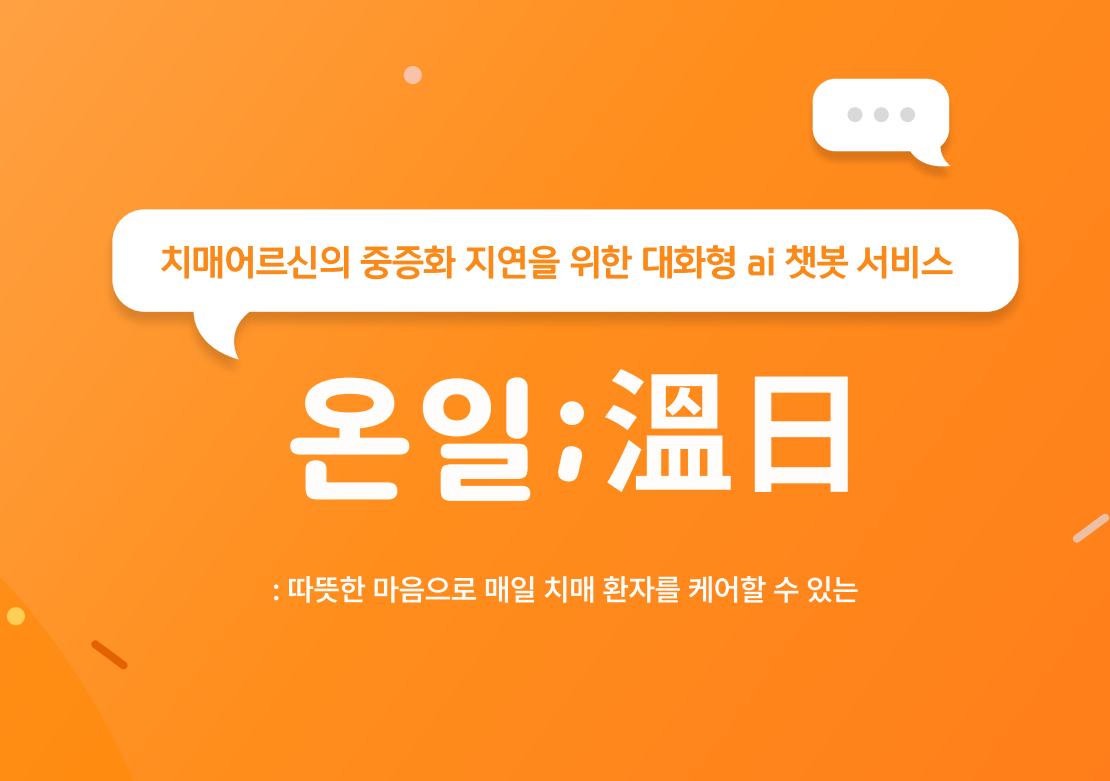 치매어르신의 중증화 지연을 위한 대화형 ai 챗봇 서비스
온일;溫日
: 따뜻한 마음으로 매일 치매 환자를 케어할 수 있는